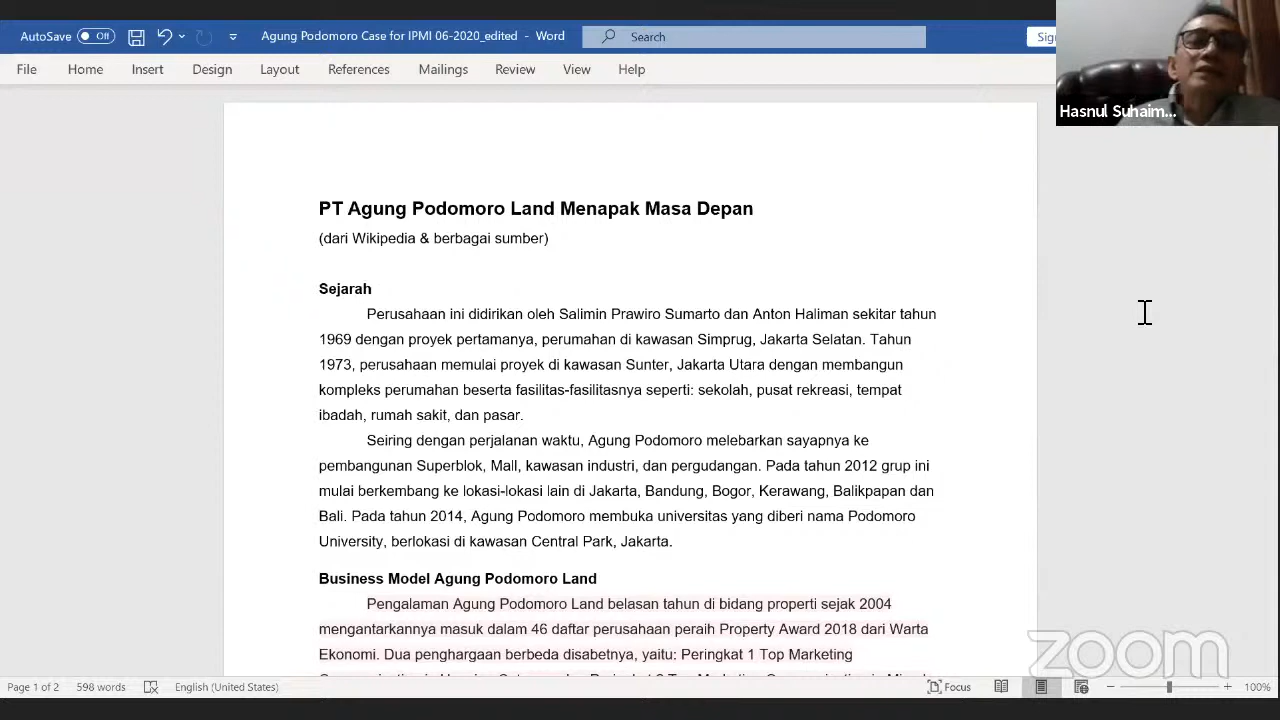 AutoSave Off Agung Podomoro Case for IPMI 06-2020_edited - Word Search
File Home Insert Design Layout References Mailings Review View Help
Hasnul Suhaim...
PT Agung Podomoro Land Menapak Masa Depan
(dari Wikipedia & berbagai sumber)
Sejarah
Perusahaan ini didirikan oleh Salimin Prawiro Sumarto dan Anton Haliman sekitar tahun
1969 dengan proyek pertamanya, perumahan di kawasan Simprug, Jakarta Selatan. Tahun
1973, perusahaan memulai proyek di kawasan Sunter, Jakarta Utara dengan membangun
kompleks perumahan beserta fasilitas-fasilitasnya seperti: sekolah, pusat rekreasi, tempat
ibadah, rumah sakit, dan pasar.
Seiring dengan perjalanan waktu, Agung Podomoro melebarkan sayapnya ke
pembangunan Superblok, Mall, kawasan industri, dan pergudangan. Pada tahun 2012 grup ini
mulai berkembang ke lokasi-lokasi lain di Jakarta, Bandung, Bogor, Kerawang, Balikpapan dan
Bali. Pada tahun 2014, Agung Podomoro membuka universitas yang diberi nama Podomoro
University, berlokasi di kawasan Central Park, Jakarta.
Business Model Agung Podomoro Land
Pengalaman Agung Podomoro Land belasan tahun di bidang properti sejak 2004
mengantarkannya masuk dalam 46 daftar perusahaan peraih Property Award 2018 dari Warta
Ekonomi. Dua penghargaan berbeda disabetnya, yaitu: Peringkat 1 Top Marketing
zoom
Page 1 of 2 598 words English (United States) Focus 100%